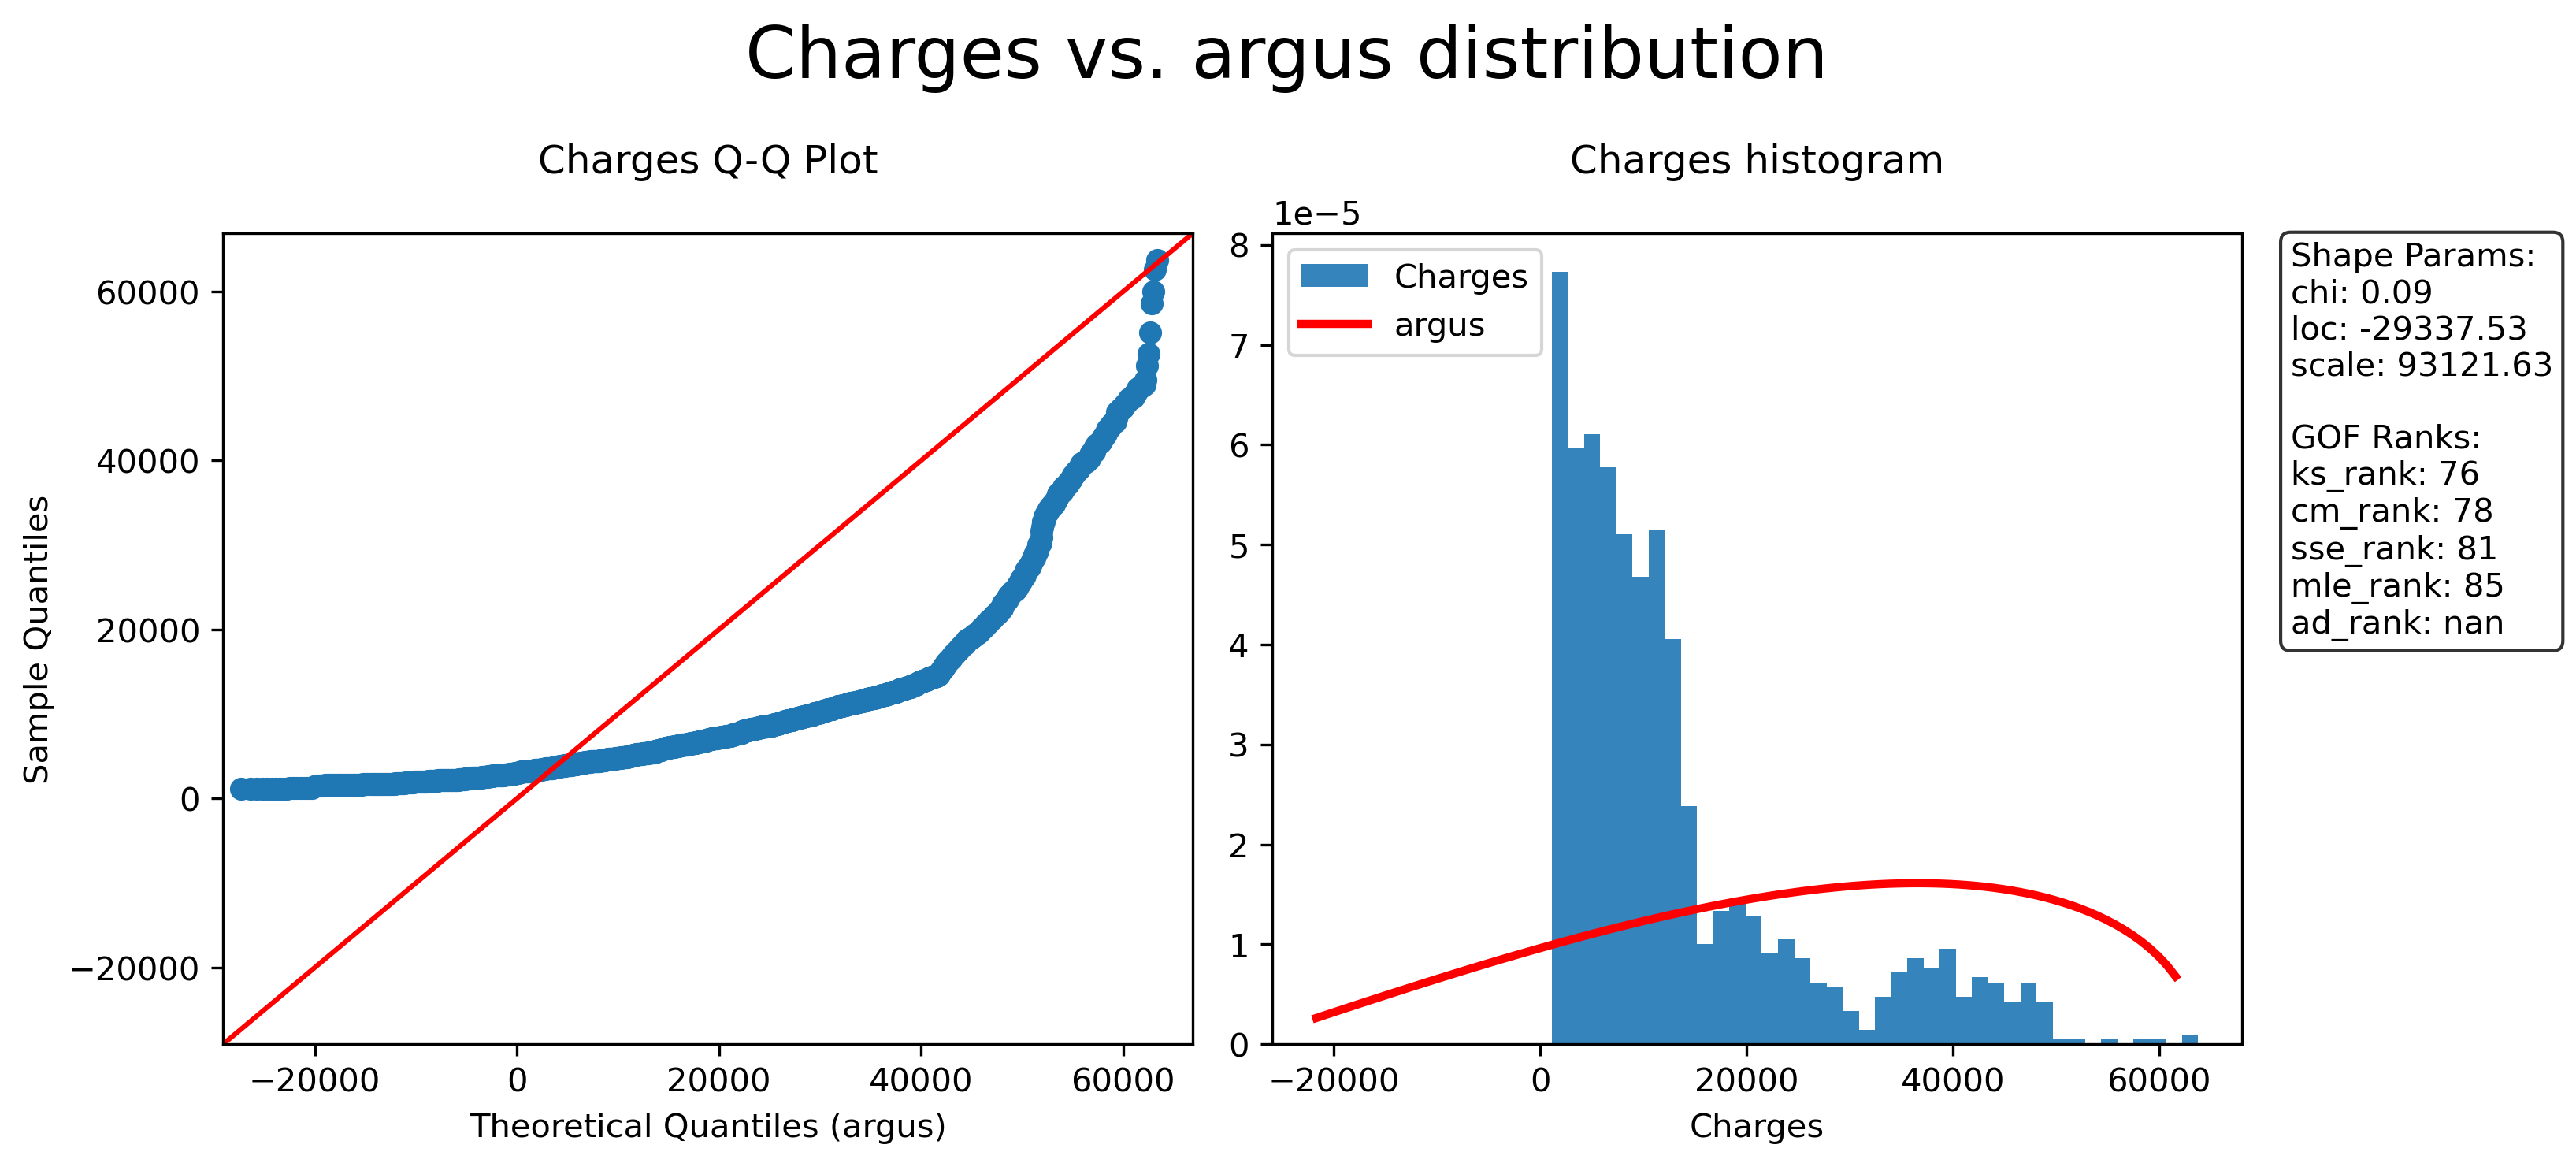 Charges vs. argus distribution
Charges Q-Q Plot
60000
40000
20000
0
−20000
Sample Quantiles
−20000 0 20000 40000 60000
Theoretical Quantiles (argus)
Charges histogram
1e−5
8
7
6
5
4
3
2
1
0
Charges
argus
−20000 0 20000 40000 60000
Charges
Shape Params:
chi: 0.09
loc: -29337.53
scale: 93121.63
GOF Ranks:
ks_rank: 76
cm_rank: 78
sse_rank: 81
mle_rank: 85
ad_rank: nan